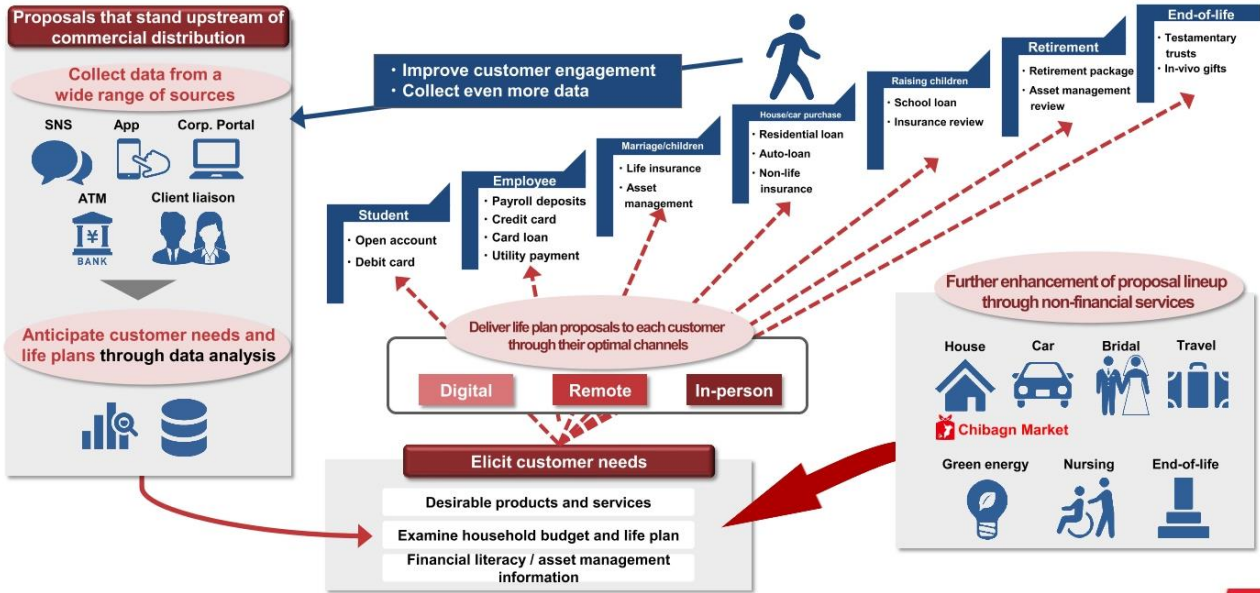 Proposals that stand upstream of
commercial distribution
Collect data from a
wide range of sources
SNS
App
Corp. Portal
ATM
Client liaison
¥
BANK
Anticipate customer needs and
life plans through data analysis
・Improve customer engagement
・Collect even more data
Student
・Open account
・Debit card
Employee
・Payroll deposits
・Credit card
・Card loan
・Utility payment
Marriage/children
・Life insurance
・Asset
management
House/car purchase
・Residential loan
・Auto-loan
・Non-life
insurance
Raising children
・School loan
・Insurance review
Retirement
・Retirement package
・Asset management
review
End-of-life
・Testamentary
trusts
・In-vivo gifts
Deliver life plan proposals to each customer
through their optimal channels
Digital
Remote
In-person
Elicit customer needs
Desirable products and services
Examine household budget and life plan
Financial literacy / asset management
information
Further enhancement of proposal lineup
through non-financial services
House
Car
Bridal
Travel
Chibagn Market
Green energy
Nursing
End-of-life